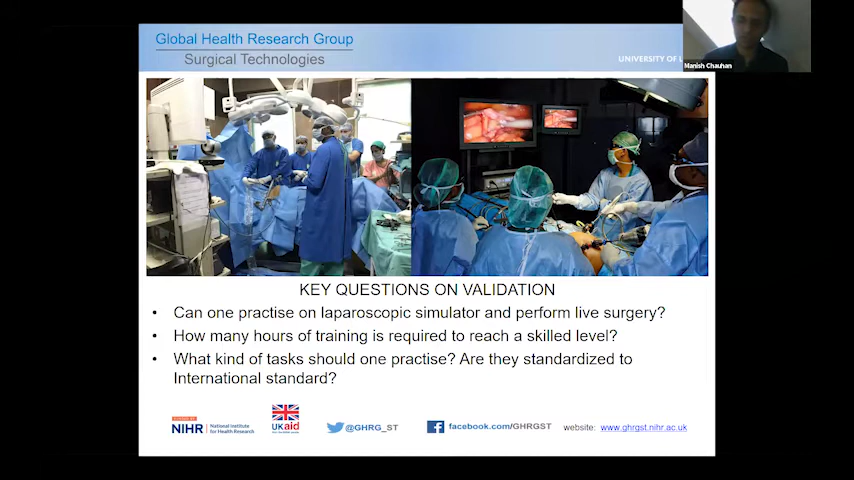 Global Health Research Group
Surgical Technologies
UNIVERSITY OF
Manish Chauhan
KEY QUESTIONS ON VALIDATION
• Can one practise on laparoscopic simulator and perform live surgery?
• How many hours of training is required to reach a skilled level?
• What kind of tasks should one practise? Are they standardized to
International standard?
FUNDED BY
NIHR | National Institute
for Health Research
UKaid
@GHRG_ST
facebook.com/GHRGST
website: www.ghrgst.nihr.ac.uk